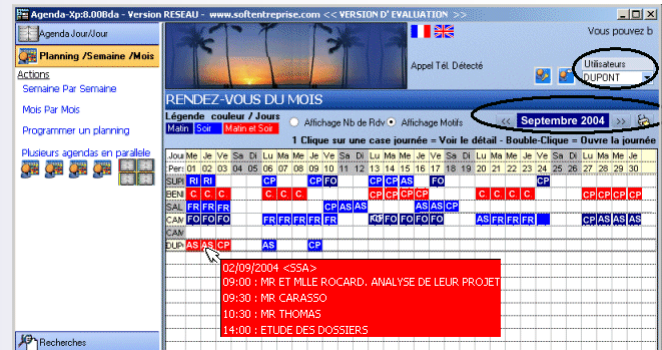 Agenda-Xp:8.008da - Version RESEAU - www.softentreprise.com << VERSION D'EVALUATION >>
Agenda Jour/Jour
Planning /Semaine /Mois
Actions
Semaine Par Semaine
Mois Par Mois
Programmer un planning
Plusieurs agendas en parallele
Recherches
Vous pouvez b
Appel Tél. Détecté
Utilisateurs
DUPONT
RENDEZ-VOUS DU MOIS
<< Septembre 2004 >>
Légende couleur / Jours
Matin Soir Matin et Soir
Affichage Nb de Rdv Affichage Motifs
1 Clique sur une case journée = Voir le détail - Bouble-Clique = Ouvre la journée
Jou Me Je Ve Sa Di Lu Ma Me Je Ve Sa Di Lu Ma Me Je Ve Sa Di Lu Ma Me Je Ve Sa Di Lu Ma Me Je
Per: 01 02 03 04 05 06 07 08 09 10 11 12 13 14 15 16 17 18 19 20 21 22 23 24 25 26 27 28 29 30
SUP RI RI CP CP FO CP CP AS FO CP
BEN C C C C C C CP CP CP CP C C C C CP CP CP CP
SAL FR FR FR CP AS AS AS AS CP
CAM FO FO FO FR FR FR FR FR FO FO FO FO AS FR FR FR CP AS AS AS
CAM
DUP AS AS CP AS CP
02/09/2004 <SSA>
09:00 : MR ET MLLE ROCARD. ANALYSE DE LEUR PROJET
09:30 : MR CARASSO
10:30 : MR THOMAS
14:00 : ETUDE DES DOSSIERS